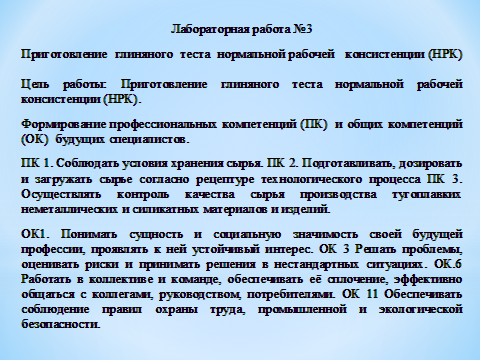 Лабораторная работа №3
Приготовление глиняного теста нормальной рабочей консистенции (НРК)
Цель работы: Приготовление глиняного теста нормальной рабочей
консистенции (НРК).
Формирование профессиональных компетенций (ПК) и общих компетенций
(ОК) будущих специалистов.
ПК 1. Соблюдать условия хранения сырья. ПК 2. Подготавливать, дозировать
и загружать сырье согласно рецептуре технологического процесса ПК 3.
Осуществлять контроль качества сырья производства тугоплавких
неметаллических и силикатных материалов и изделий.
ОК1. Понимать сущность и социальную значимость своей будущей
профессии, проявлять к ней устойчивый интерес. ОК 3 Решать проблемы,
оценивать риски и принимать решения в нестандартных ситуациях. ОК.6
Работать в коллективе и команде, обеспечивать её сплочение, эффективно
общаться с коллегами, руководством, потребителями. ОК 11 Обеспечивать
соблюдение правил охраны труда, промышленной и экологической
безопасности.